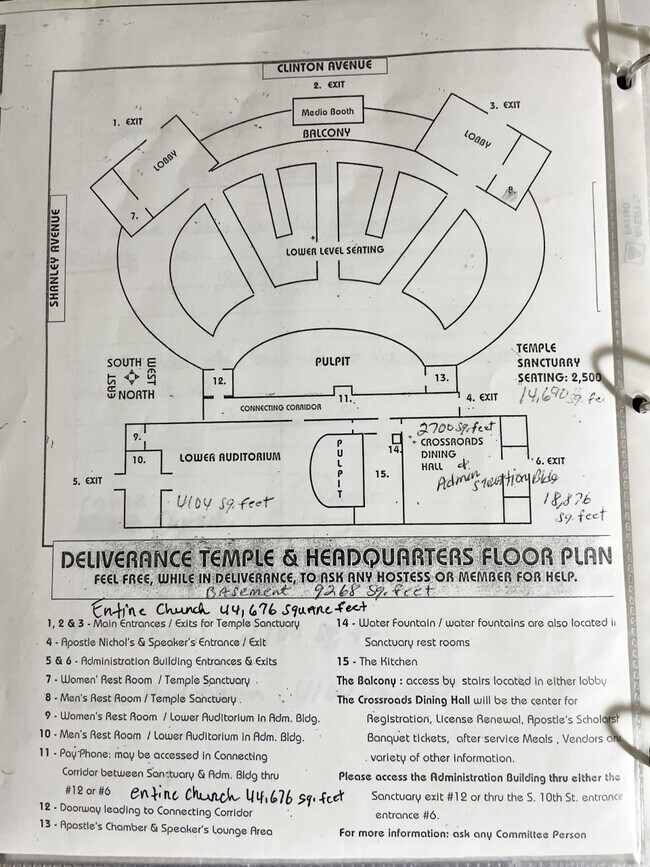 CLINTON AVENUE
2. EXIT
1. EXIT
3. EXIT
Media Booth
BALCONY
LOBBY
LOBBY
7.
8.
SHANLEY AVENUE
LOWER LEVEL SEATING
SOUTH
EAST
WEST
NORTH
PULPIT
TEMPLE
SANCTUARY
SEATING: 2,500
14,690 sq. fe
12.
13.
11.
4. EXIT
CONNECTING CORRIDOR
2700 sq. feet
CROSSROADS
DINING
HALL &
Administration Bldg
9.
10.
LOWER AUDITORIUM
PULPIT
14.
15.
5. EXIT
6. EXIT
4104 sq. feet
18,876
sq. feet
DELIVERANCE TEMPLE & HEADQUARTERS FLOOR PLAN
FEEL FREE, WHILE IN DELIVERANCE, TO ASK ANY HOSTESS OR MEMBER FOR HELP.
BASEMENT 9268 sq. feet
Entine Chunch 44,676 square feet
1, 2 & 3 - Main Entrances / Exits for Temple Sanctuary
4 - Apostle Nichol's & Speaker's Entrance / Exit
5 & 6 - Administration Building Entrances & Exits
7 - Women' Rest Room / Temple Sanctuary
8 - Men's Rest Room / Temple Sanctuary
9 - Women's Rest Room / Lower Auditorium in Adm. Bldg.
10 - Men's Rest Room / Lower Auditorium in Adm. Bldg.
11 - Pay Phone: may be accessed in Connecting
Corridor between Sanctuary & Adm. Bldg thru
#12 or #6 entine chunch 44,676 sq. feet
12 - Doorway leading to Connecting Corridor
13 - Apostle's Chamber & Speaker's Lounge Area
14 - Water Fountain / water fountains are also located i
Sanctuary rest rooms
15 - The Kitchen
The Balcony : access by stairs located in either lobby
The Crossroads Dining Hall will be the center for
Registration, License Renewal, Apostle's Scholarst
Banquet tickets, after service Meals, Vendors an
variety of other information.
Please access the Administration Building thru either the
Sanctuary exit #12 or thru the S. 10th St. entrance
entrance #6.
For more information: ask any Committee Person